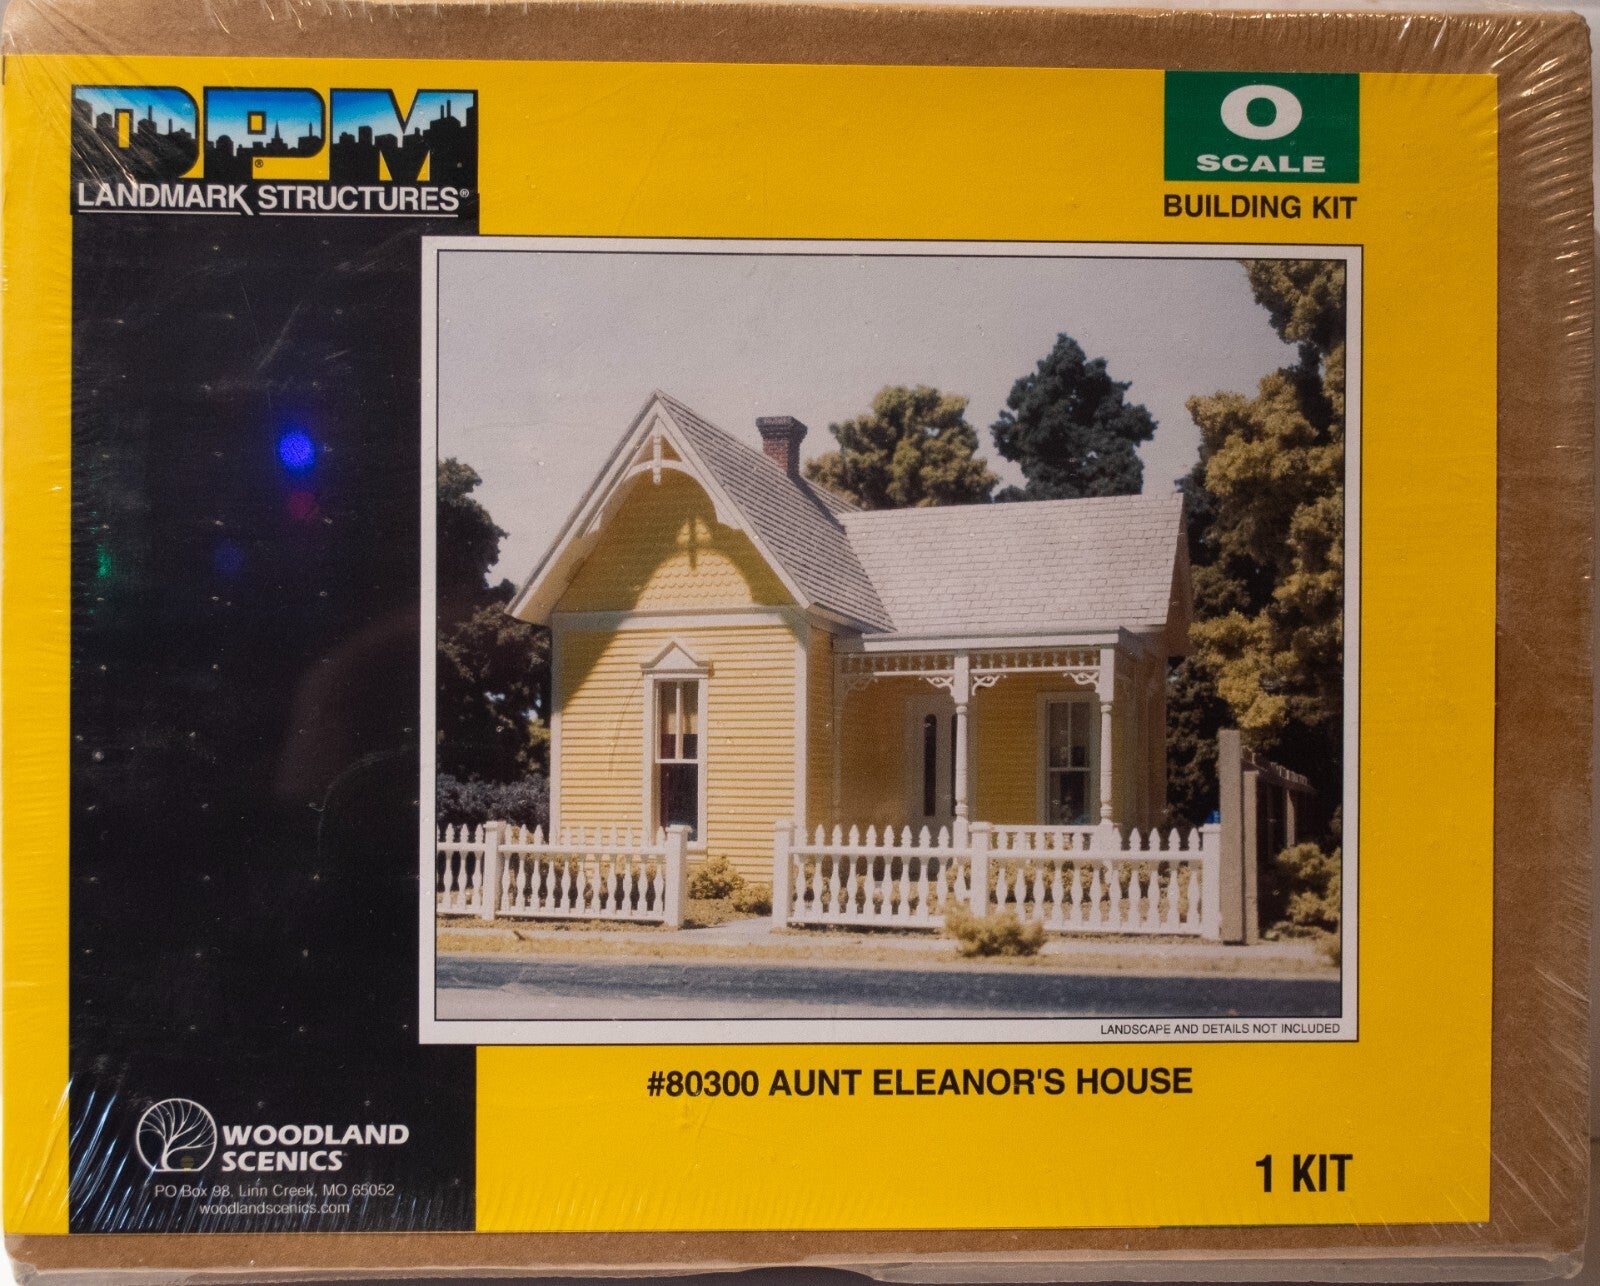 DPM®
LANDMARK STRUCTURES®
O
SCALE
BUILDING KIT
LANDSCAPE AND DETAILS NOT INCLUDED
#80300 AUNT ELEANOR'S HOUSE
1 KIT
WOODLAND
SCENICS
PO Box 98, Linn Creek, MO 65052
woodlandscenics.com